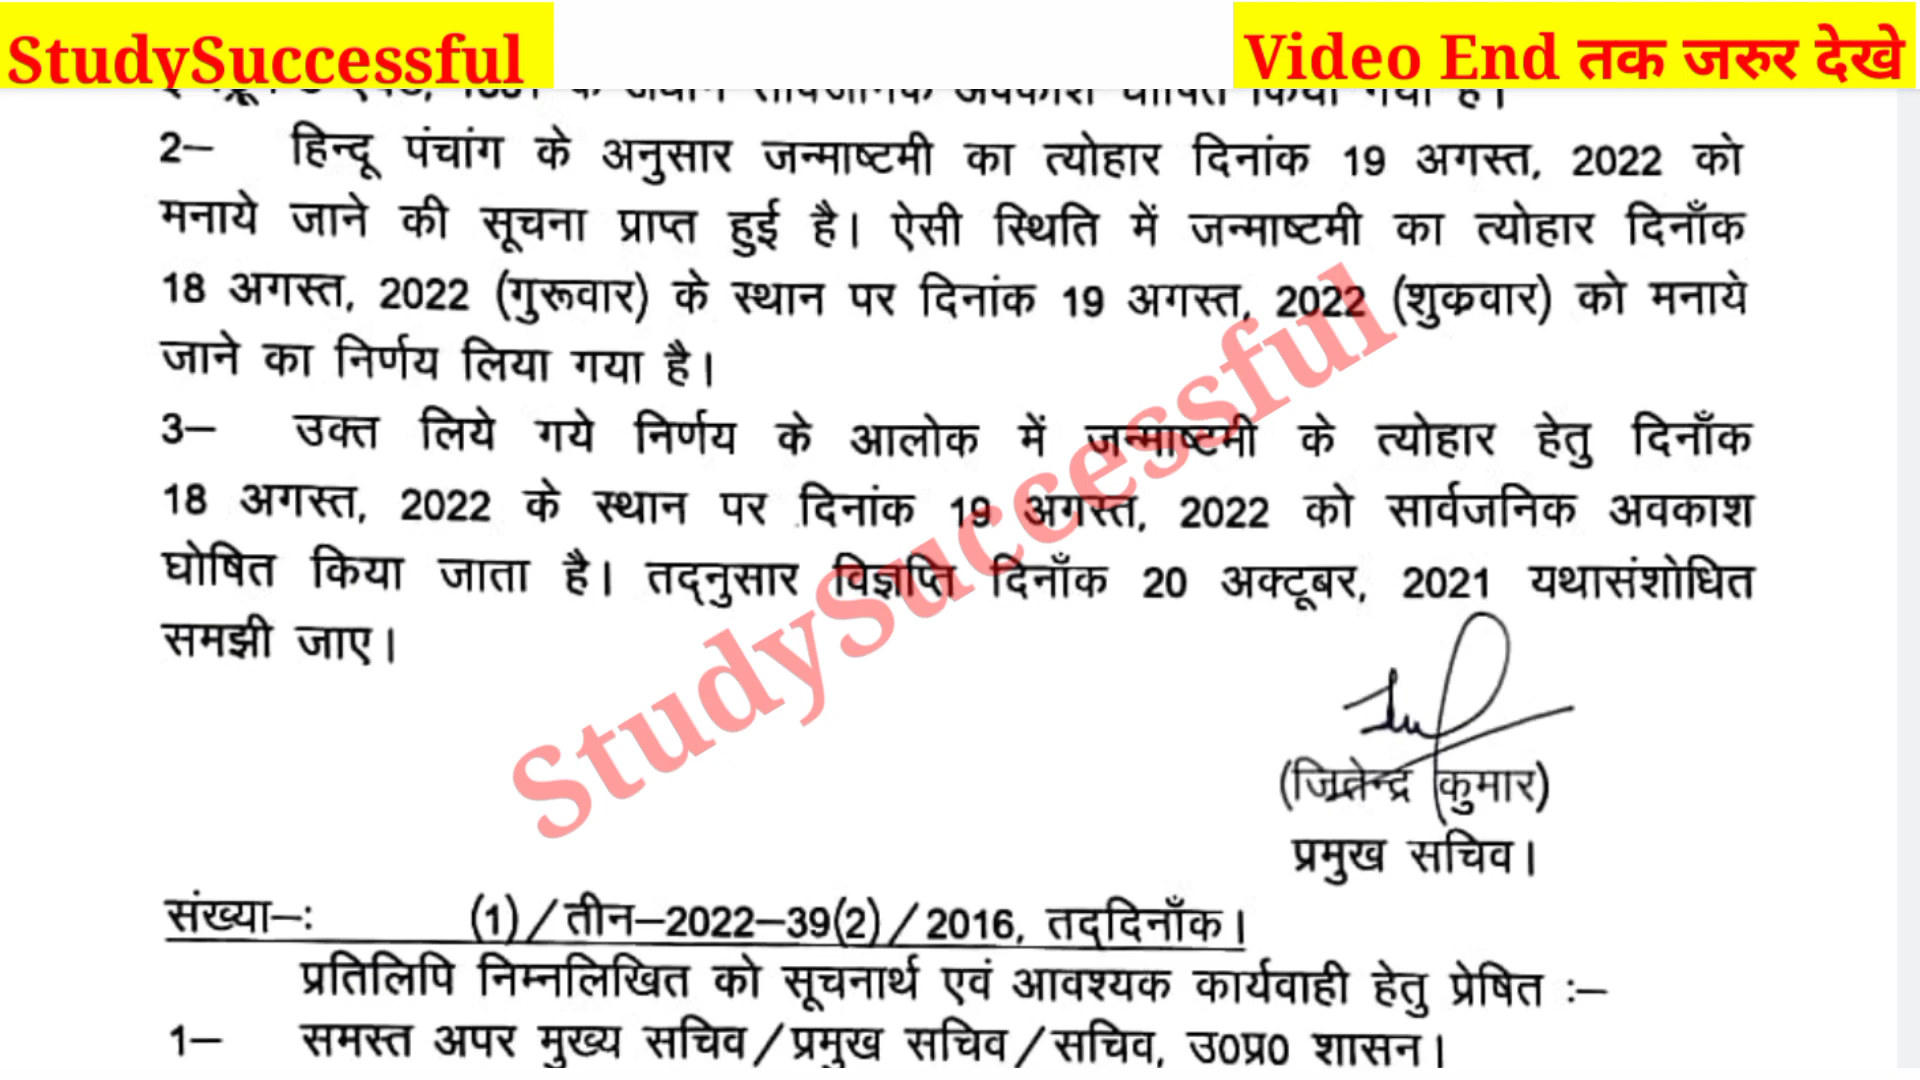 StudySuccessful
Video End तक जरुर देखे
के अधीन सार्वजनिक अवकाश घोषित किया गया है।
2— हिन्दू पंचांग के अनुसार जन्माष्टमी का त्योहार दिनांक 19 अगस्त, 2022 को
मनाये जाने की सूचना प्राप्त हुई है। ऐसी स्थिति में जन्माष्टमी का त्योहार दिनाँक
18 अगस्त, 2022 (गुरूवार) के स्थान पर दिनांक 19 अगस्त, 2022 (शुक्रवार) को मनाये
जाने का निर्णय लिया गया है।
3— उक्त लिये गये निर्णय के आलोक में जन्माष्टमी के त्योहार हेतु दिनाँक
18 अगस्त, 2022 के स्थान पर दिनांक 19 अगस्त, 2022 को सार्वजनिक अवकाश
घोषित किया जाता है। तद्नुसार विज्ञप्ति दिनाँक 20 अक्टूबर, 2021 यथासंशोधित
समझी जाए।
StudySuccessful
(जितेन्द्र कुमार)
प्रमुख सचिव।
संख्या—: (1)/तीन—2022—39(2)/2016, तद्दिनाँक।
प्रतिलिपि निम्नलिखित को सूचनार्थ एवं आवश्यक कार्यवाही हेतु प्रेषित :—
1— समस्त अपर मुख्य सचिव/प्रमुख सचिव/सचिव, उ0प्र0 शासन।